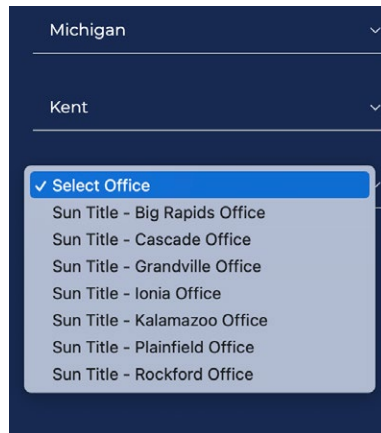 Michigan
Kent
✓ Select Office
Sun Title - Big Rapids Office
Sun Title - Cascade Office
Sun Title - Grandville Office
Sun Title - Ionia Office
Sun Title - Kalamazoo Office
Sun Title - Plainfield Office
Sun Title - Rockford Office